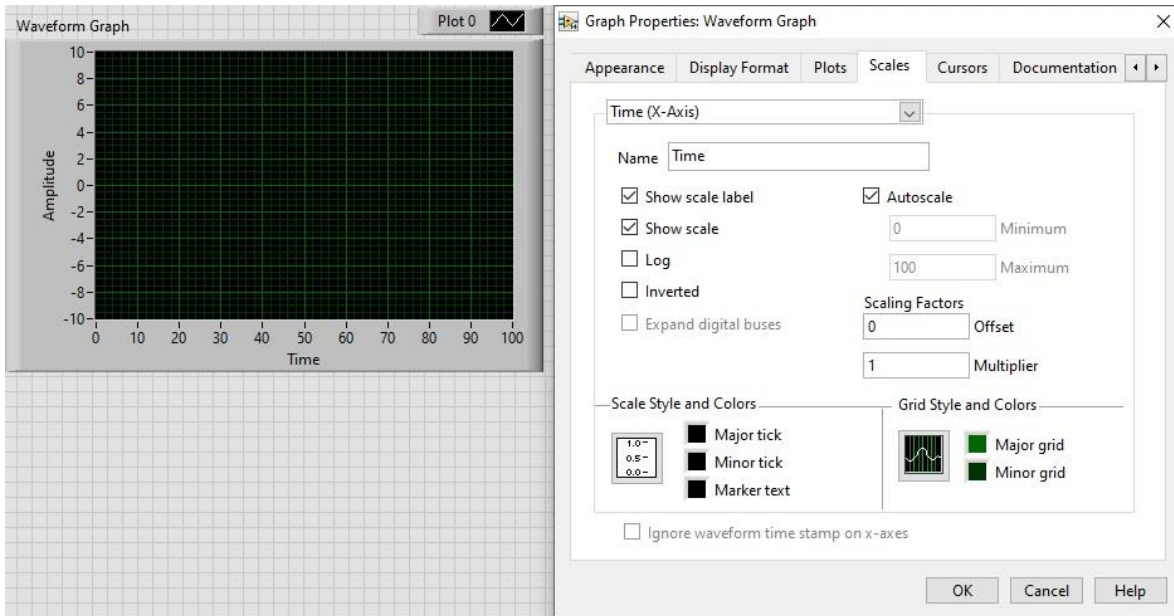 Waveform Graph
Plot 0
10
8
6
4
2
0
-2
-4
-6
-8
-10
Amplitude
0 10 20 30 40 50 60 70 80 90 100
Time
Graph Properties: Waveform Graph
Appearance Display Format Plots Scales Cursors Documentation
Time (X-Axis)
Name Time
Show scale label
Autoscale
Show scale
0 Minimum
Log
100 Maximum
Inverted
Scaling Factors
Expand digital buses
0 Offset
1 Multiplier
Scale Style and Colors
Grid Style and Colors
1.0
0.5
0.0
Major tick
Minor tick
Marker text
Major grid
Minor grid
Ignore waveform time stamp on x-axes
OK Cancel Help